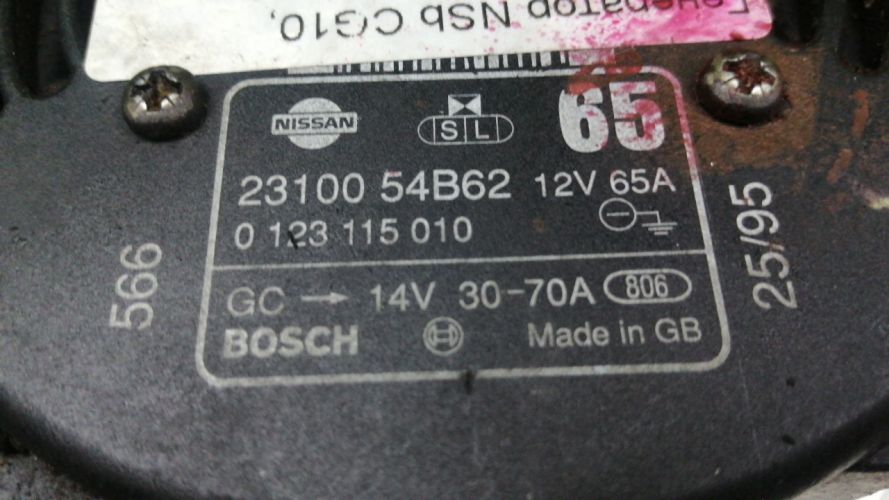 Генератор NSb CG10,
NISSAN
S L
65
23100 54B62 12V 65A
0 123 115 010
GC → 14V 30-70A 806
BOSCH Made in GB
566
25/95